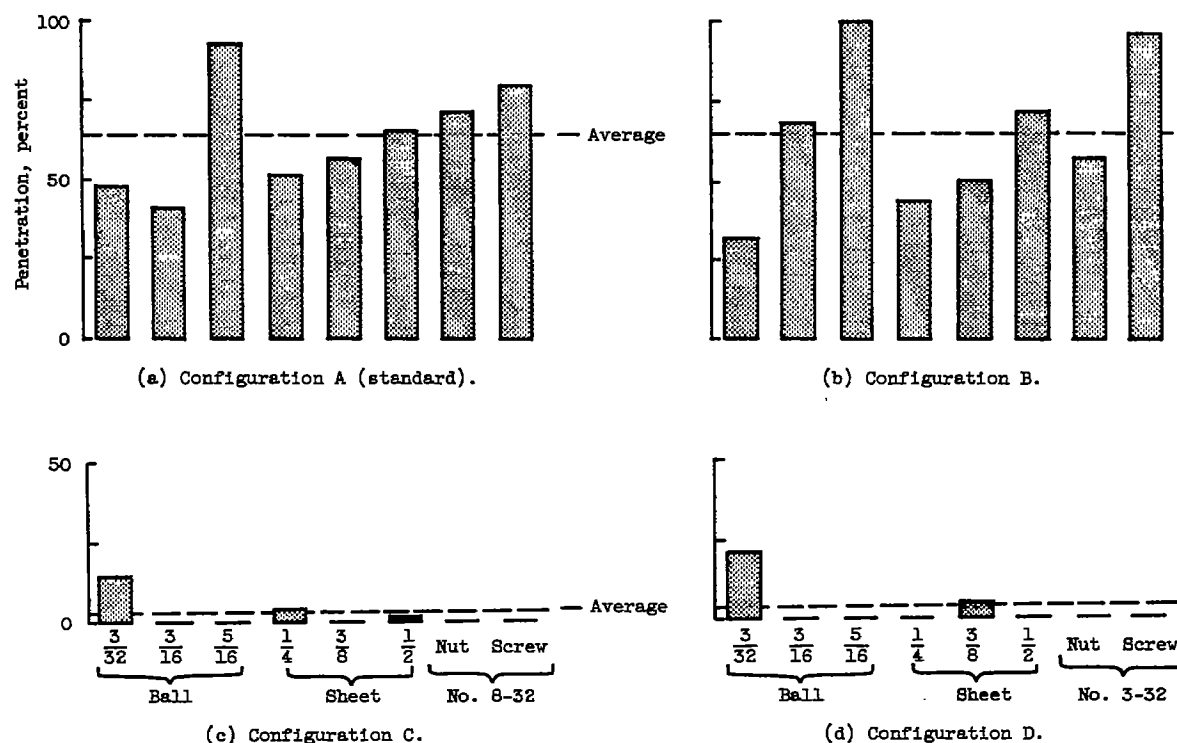 100
Penetration, percent
50
0
Average
(a) Configuration A (standard).
(b) Configuration B.
50
0
Average
3/32 3/16 5/16 1/4 3/8 1/2 Nut Screw
Ball Sheet No. 8-32
3/32 3/16 5/16 1/4 3/8 1/2 Nut Screw
Ball Sheet No. 3-32
(c) Configuration C.
(d) Configuration D.